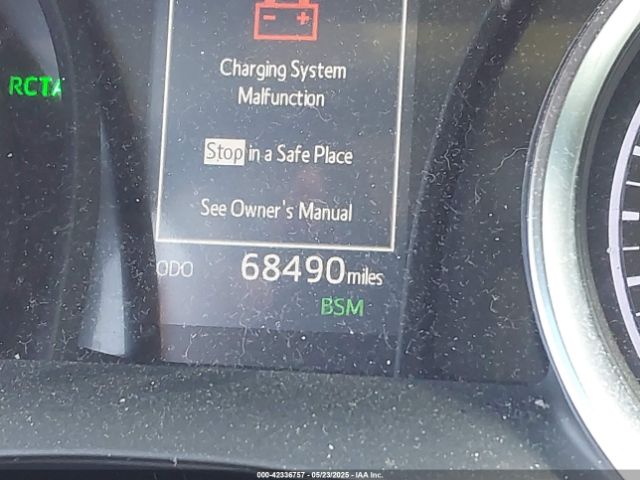 RCTA
Charging System
Malfunction
Stop in a Safe Place
See Owner's Manual
ODO 68490 miles
BSM
000-42336757 - 05/23/2025 - IAA Inc.